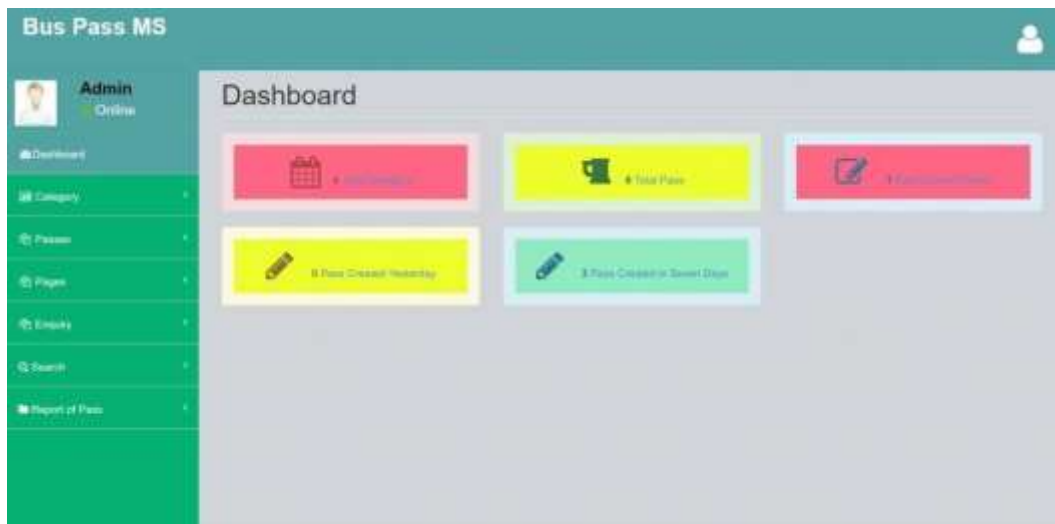 Bus Pass MS
Admin
Online
Dashboard
Dashboard
Category
Passes
Pages
Enquiry
Search
Report of Pass
Total Pass
Pass Created Yesterday
Pass Created in Seven Days